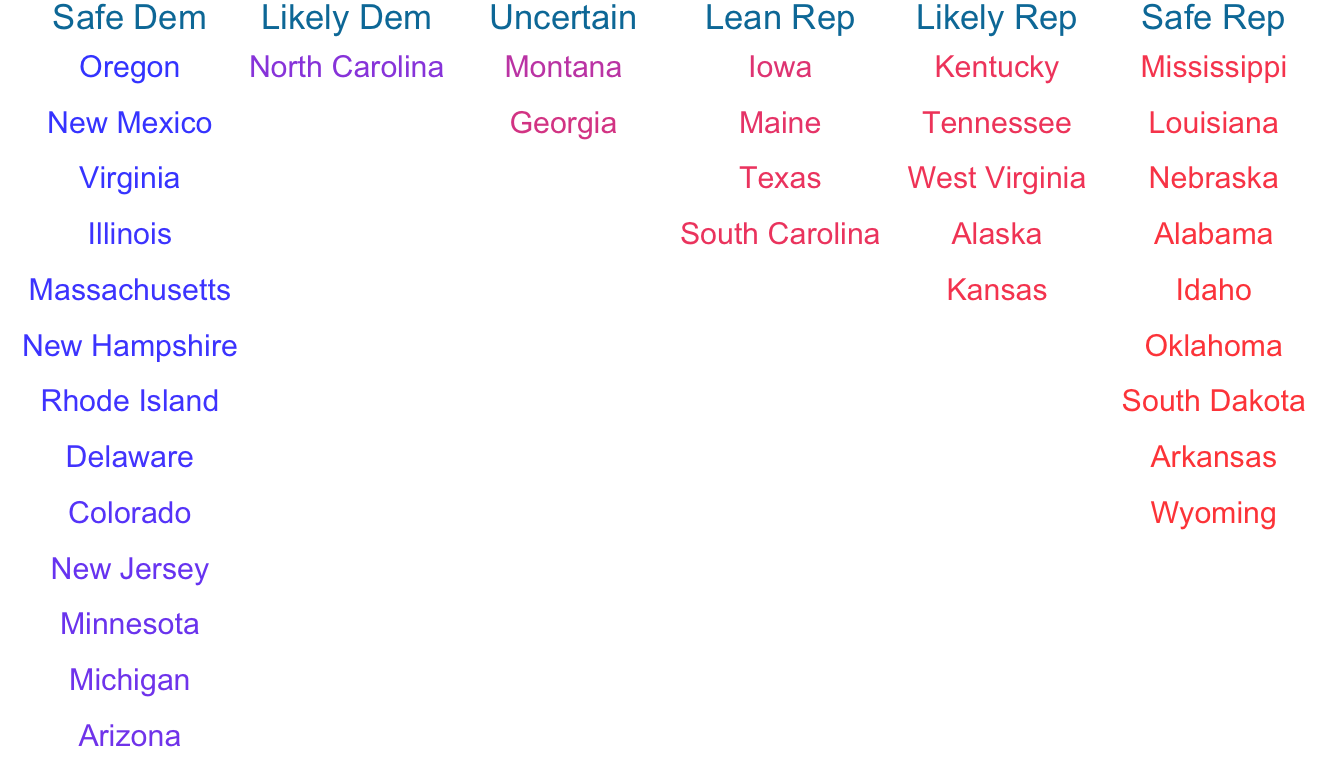 Safe Dem Likely Dem Uncertain Lean Rep Likely Rep Safe Rep
Oregon North Carolina Montana Iowa Kentucky Mississippi
New Mexico Georgia Maine Tennessee Louisiana
Virginia Texas West Virginia Nebraska
Illinois South Carolina Alaska Alabama
Massachusetts Kansas Idaho
New Hampshire Oklahoma
Rhode Island South Dakota
Delaware Arkansas
Colorado Wyoming
New Jersey
Minnesota
Michigan
Arizona